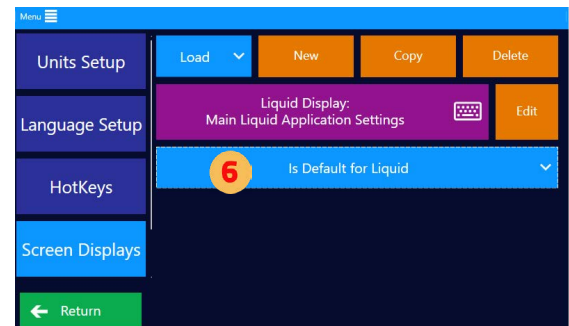 Menu
Units Setup
Load
New
Copy
Delete
Language Setup
Liquid Display:
Main Liquid Application Settings
Edit
HotKeys
6
Is Default for Liquid
Screen Displays
Return